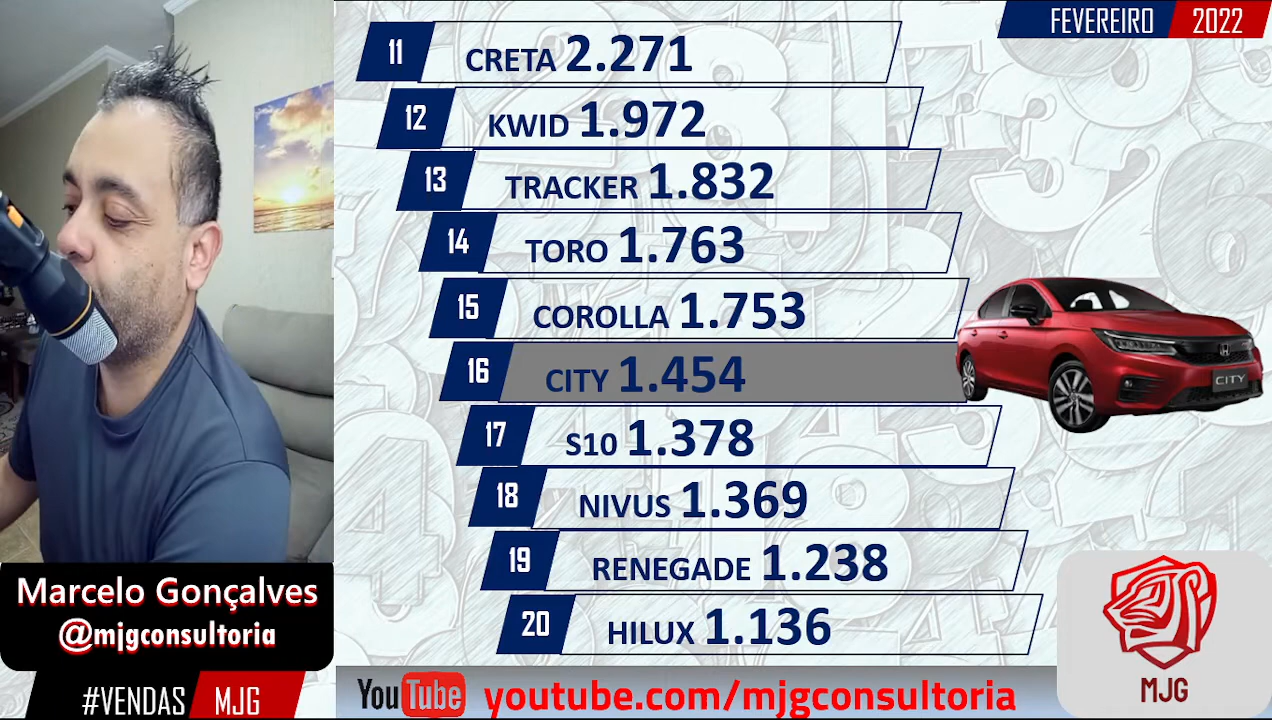 FEVEREIRO 2022
11 CRETA 2.271
12 KWID 1.972
13 TRACKER 1.832
14 TORO 1.763
15 COROLLA 1.753
16 CITY 1.454
17 S10 1.378
18 NIVUS 1.369
19 RENEGADE 1.238
20 HILUX 1.136
CITY
Marcelo Gonçalves
@mjgconsultoria
#VENDAS MJG
YouTube youtube.com/mjgconsultoria
MJG